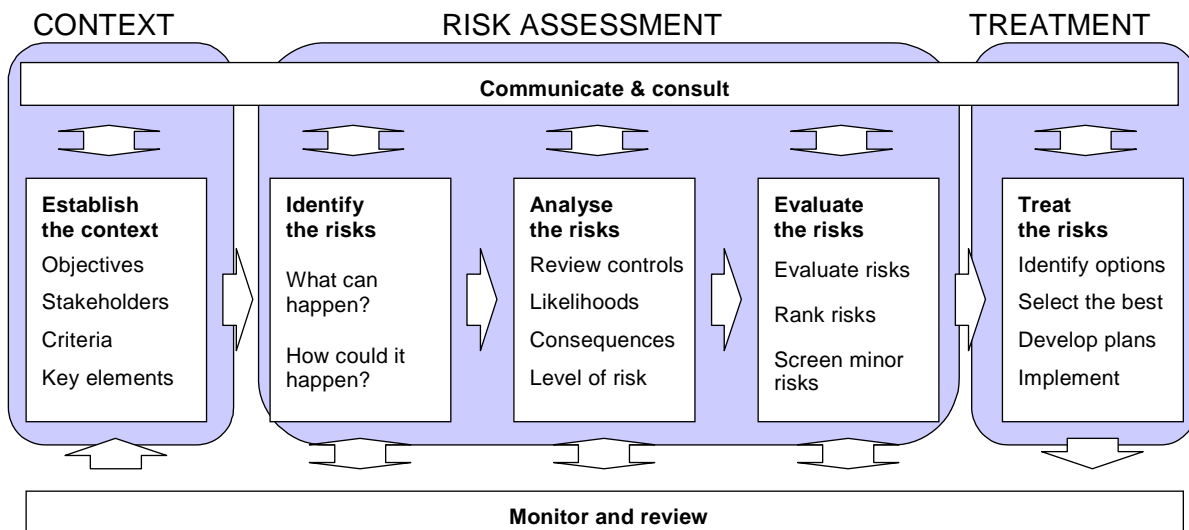 CONTEXT
RISK ASSESSMENT
TREATMENT
Communicate & consult
Establish
the context
Objectives
Stakeholders
Criteria
Key elements
Identify
the risks
What can
happen?
How could it
happen?
Analyse
the risks
Review controls
Likelihoods
Consequences
Level of risk
Evaluate
the risks
Evaluate risks
Rank risks
Screen minor
risks
Treat
the risks
Identify options
Select the best
Develop plans
Implement
Monitor and review